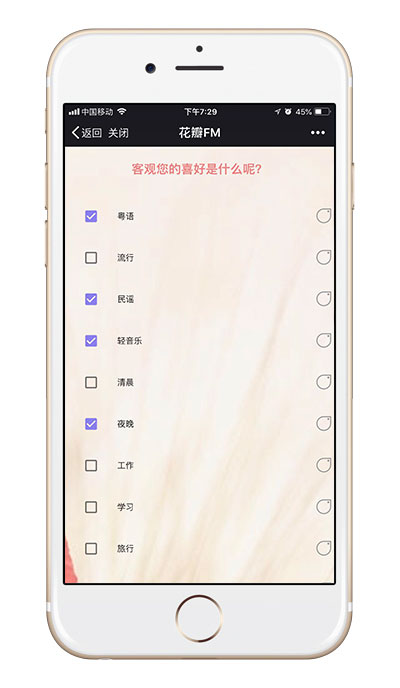 中国移动 下午7:29 45%
返回 关闭 花瓣FM
客观您的喜好是什么呢?
粤语
流行
民谣
轻音乐
清晨
夜晚
工作
学习
旅行